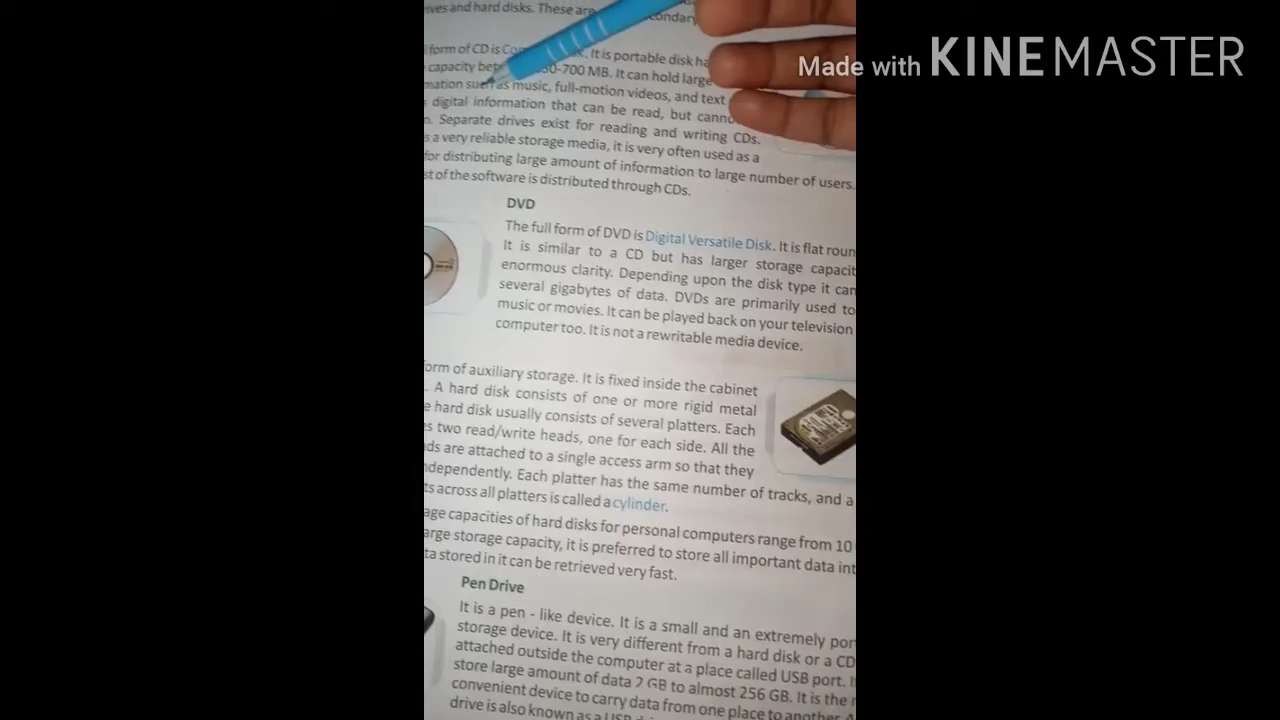 Made with KINEMASTER
ives and hard disks. These are ondary
form of CD is Co . It is portable disk ha
capacity be 0-700 MB. It can hold large
mation such as music, full-motion videos, and text
digital information that can be read, but canno
n. Separate drives exist for reading and writing CDs.
s a very reliable storage media, it is very often used as a
for distributing large amount of information to large number of users.
st of the software is distributed through CDs.
DVD
The full form of DVD is Digital Versatile Disk. It is flat roun
It is similar to a CD but has larger storage capacit
enormous clarity. Depending upon the disk type it can
several gigabytes of data. DVDs are primarily used to
music or movies. It can be played back on your television
computer too. It is not a rewritable media device.
form of auxiliary storage. It is fixed inside the cabinet
. A hard disk consists of one or more rigid metal
e hard disk usually consists of several platters. Each
es two read/write heads, one for each side. All the
ds are attached to a single access arm so that they
ndependently. Each platter has the same number of tracks, and a
ts across all platters is called a cylinder.
age capacities of hard disks for personal computers range from 10
arge storage capacity, it is preferred to store all important data int
ta stored in it can be retrieved very fast.
Pen Drive
It is a pen - like device. It is a small and an extremely por
storage device. It is very different from a hard disk or a CD
attached outside the computer at a place called USB port. I
store large amount of data 2 GB to almost 256 GB. It is the
convenient device to carry data from one place to another. A
drive is also known as a USB